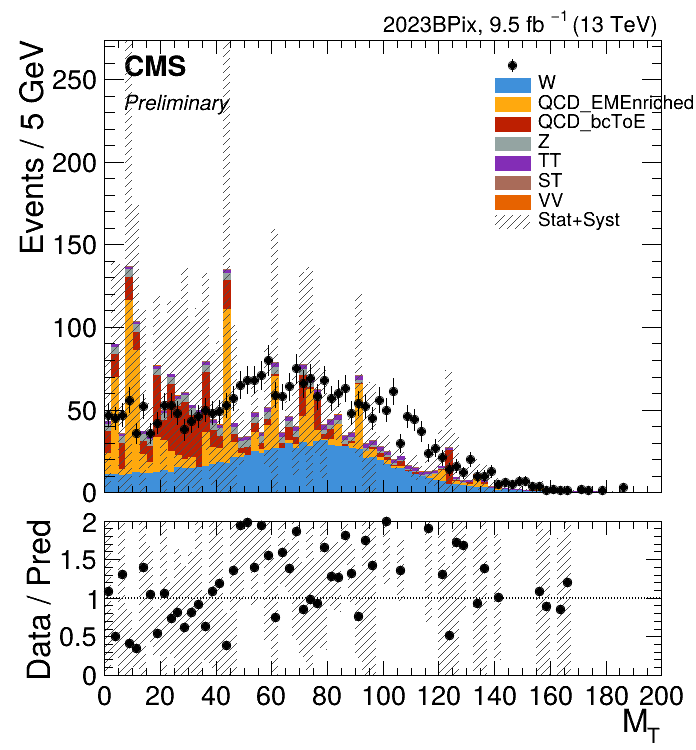 2023BPix, 9.5 fb⁻¹ (13 TeV)
CMS
Preliminary
W
QCD_EMEnriched
QCD_bcToE
Z
TT
ST
VV
Stat+Syst
Events / 5 GeV
250
200
150
100
50
0
Data / Pred
2
1.5
1
0.5
0
0 20 40 60 80 100 120 140 160 180 200
M_T